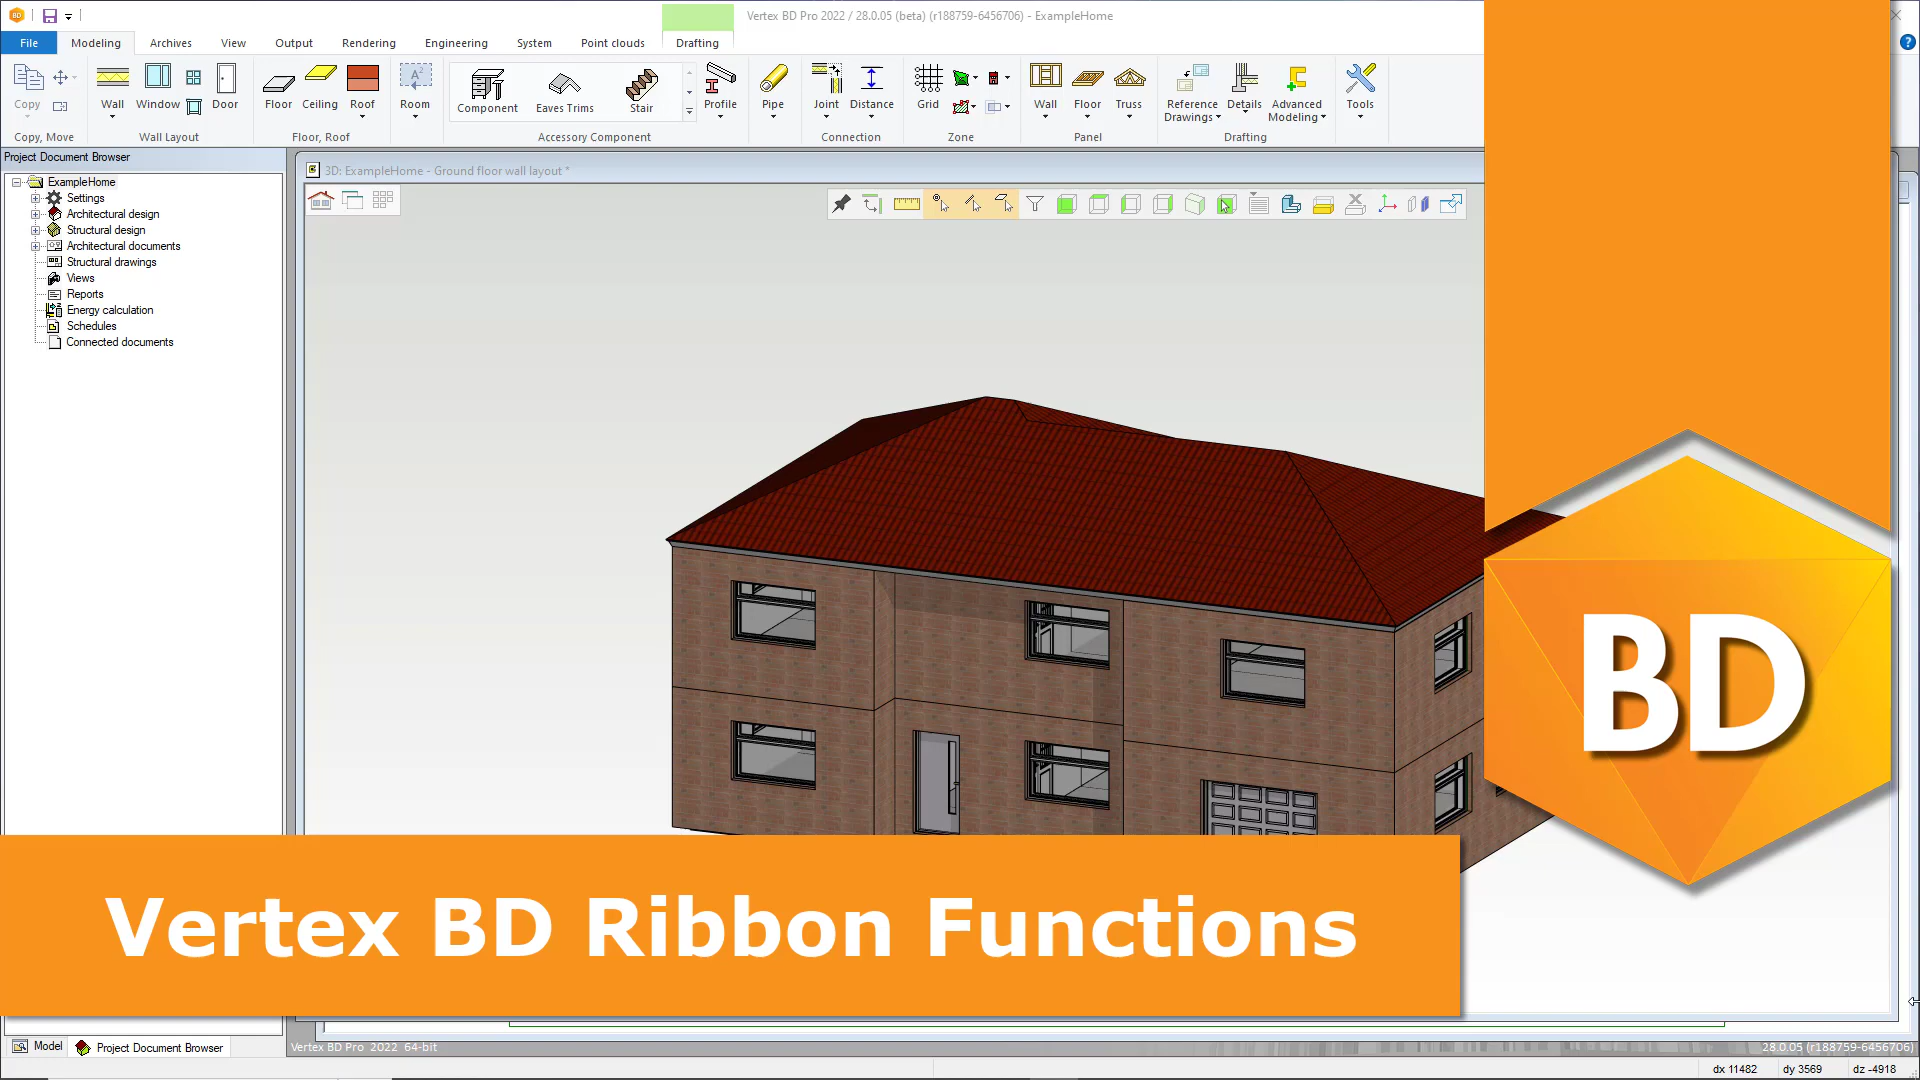 BD
Vertex BD Pro 2022 / 28.0.05 (beta) (r188759-6456706) - ExampleHome
File Modeling Archives View Output Rendering Engineering System Point clouds Drafting
Copy Wall Window Door Floor Ceiling Roof Room Component Eaves Trims Stair Profile Pipe Joint Distance Grid Wall Floor Truss Reference Drawings Details Advanced Modeling Tools
Copy, Move Wall Layout Floor, Roof Accessory Component Connection Zone Panel Drafting
Project Document Browser
3D: ExampleHome - Ground floor wall layout *
ExampleHome
Settings
Architectural design
Structural design
Architectural documents
Structural drawings
Views
Reports
Energy calculation
Schedules
Connected documents
BD
Vertex BD Ribbon Functions
Model Project Document Browser
Vertex BD Pro 2022 64-bit
28.0.05 (r188759-6456706)
dx 11482 dy 3569 dz -4918